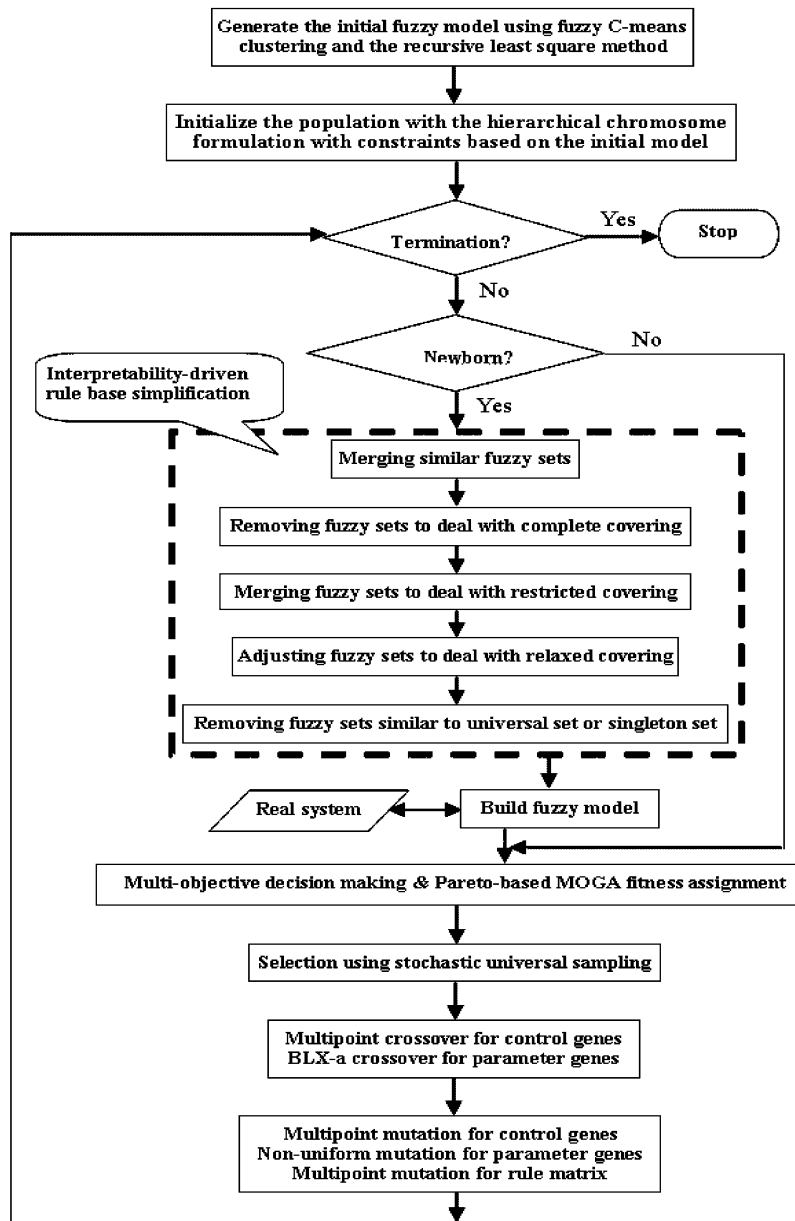 Generate the initial fuzzy model using fuzzy C-means
clustering and the recursive least square method
Initialize the population with the hierarchical chromosome
formulation with constraints based on the initial model
Termination?
Yes
Stop
No
Newborn?
No
Interpretability-driven
rule base simplification
Yes
Merging similar fuzzy sets
Removing fuzzy sets to deal with complete covering
Merging fuzzy sets to deal with restricted covering
Adjusting fuzzy sets to deal with relaxed covering
Removing fuzzy sets similar to universal set or singleton set
Real system
Build fuzzy model
Multi-objective decision making & Pareto-based MOGA fitness assignment
Selection using stochastic universal sampling
Multipoint crossover for control genes
BLX-a crossover for parameter genes
Multipoint mutation for control genes
Non-uniform mutation for parameter genes
Multipoint mutation for rule matrix